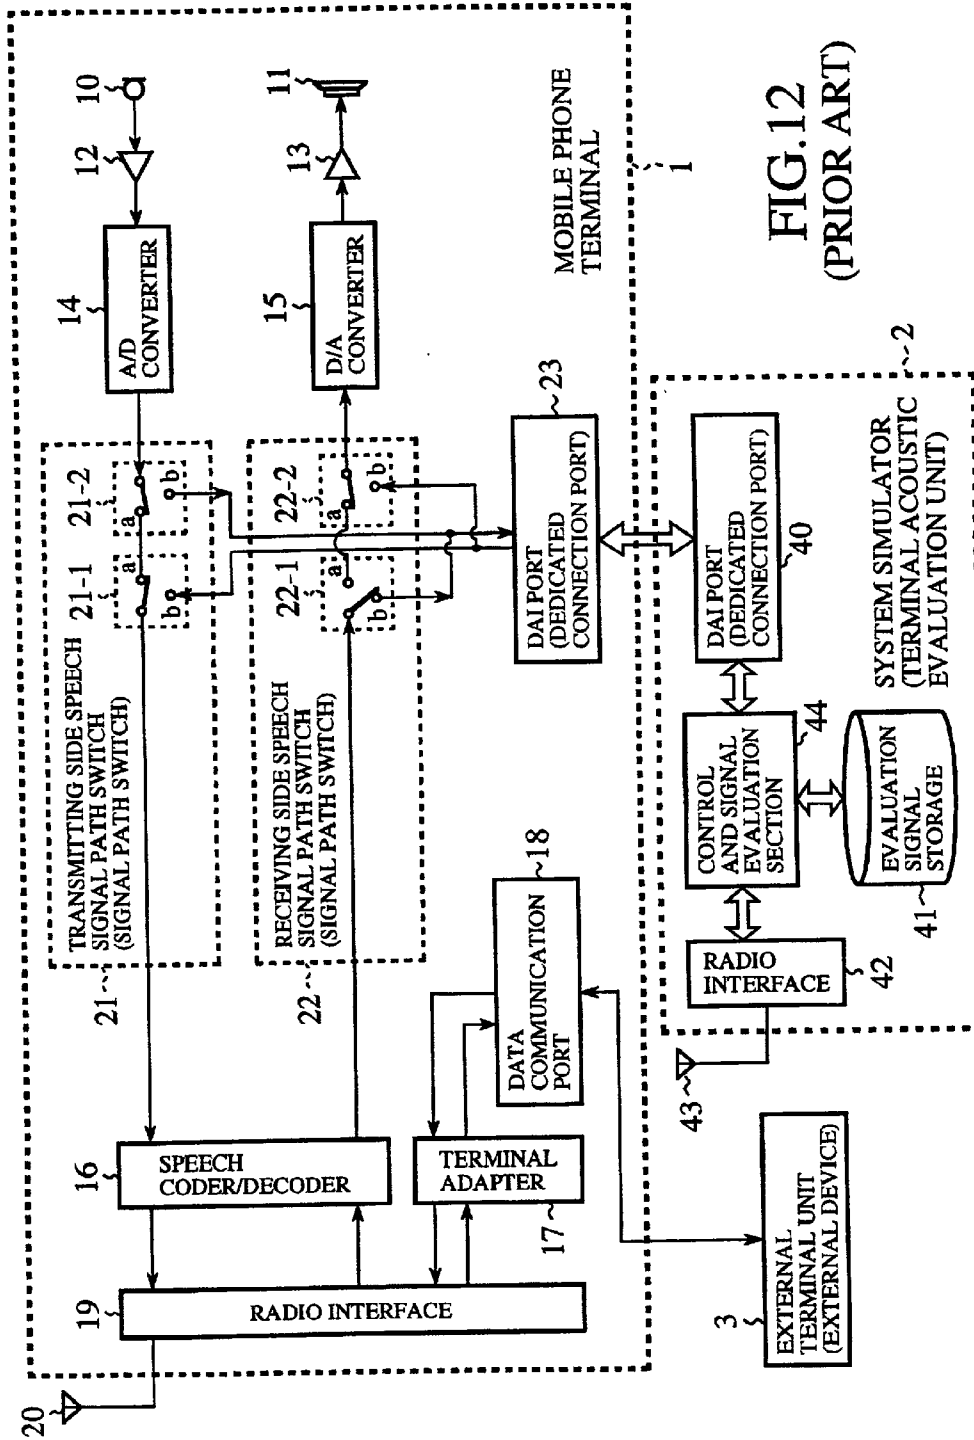 10
12
14
A/D
CONVERTER
21-2
a
b
21-1
a
b
TRANSMITTING SIDE SPEECH
SIGNAL PATH SWITCH
(SIGNAL PATH SWITCH)
21
16
SPEECH
CODER/DECODER
19
RADIO INTERFACE
20
11
13
15
D/A
CONVERTER
22-2
a
b
22-1
a
b
RECEIVING SIDE SPEECH
SIGNAL PATH SWITCH
(SIGNAL PATH SWITCH)
22
MOBILE PHONE
TERMINAL
1
23
DAI PORT
(DEDICATED
CONNECTION PORT)
18
DATA
COMMUNICATION
PORT
TERMINAL
ADAPTER
17
2
SYSTEM SIMULATOR
(TERMINAL ACOUSTIC
EVALUATION UNIT)
DAI PORT
(DEDICATED
CONNECTION PORT)
40
CONTROL
AND SIGNAL
EVALUATION
SECTION
44
EVALUATION
SIGNAL
STORAGE
41
RADIO
INTERFACE
42
43
3
EXTERNAL
TERMINAL UNIT
(EXTERNAL DEVICE)
FIG.12
(PRIOR ART)